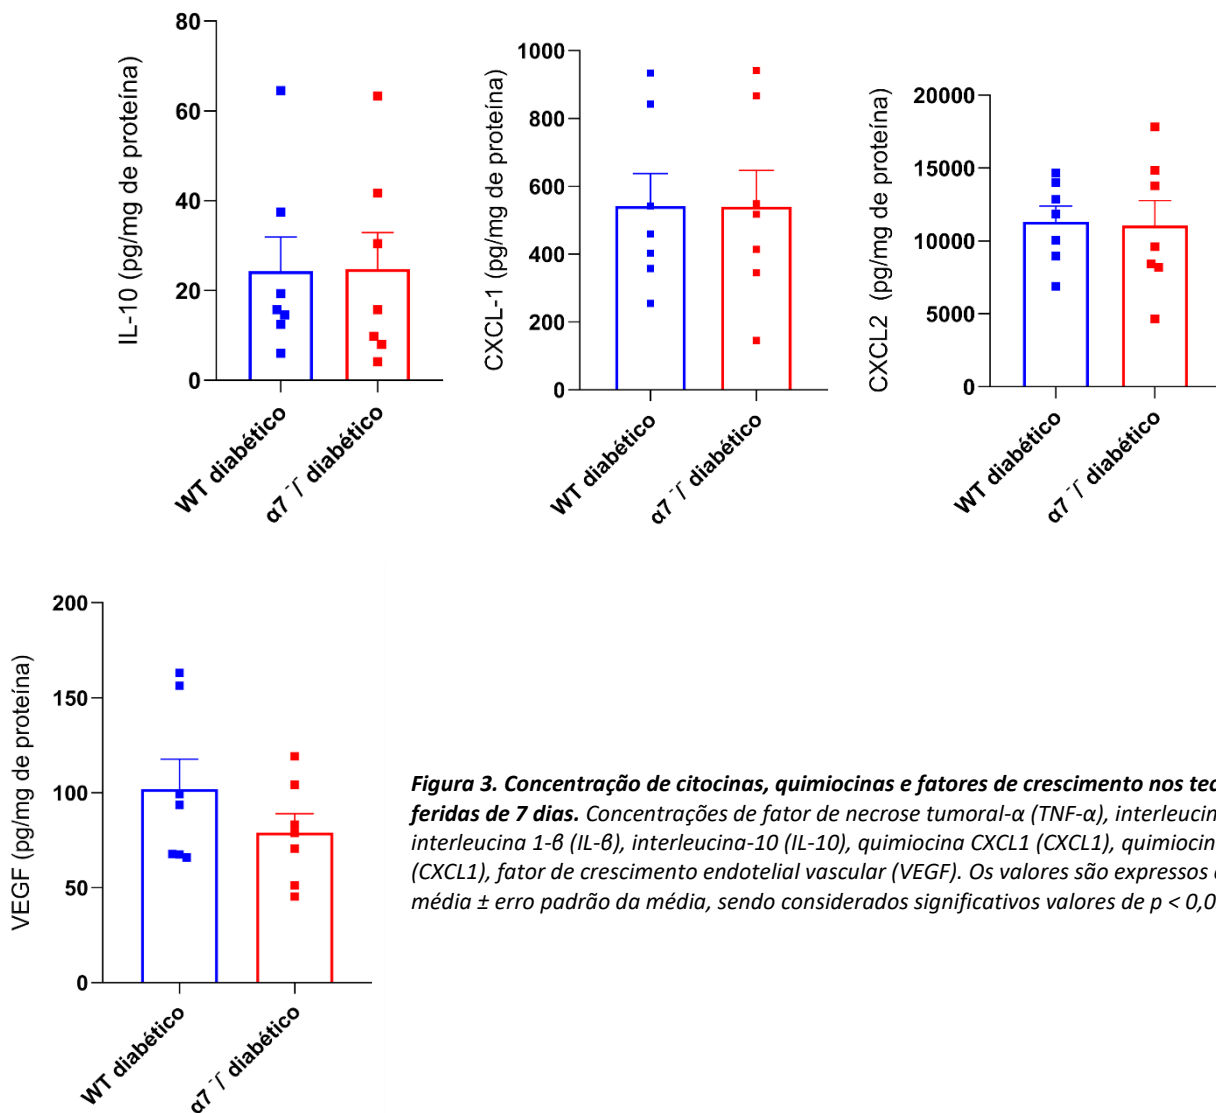 80
60
40
20
0
IL-10 (pg/mg de proteína)
WT diabético
α7 -/- diabético
1000
800
600
400
200
0
CXCL-1 (pg/mg de proteína)
WT diabético
α7 -/- diabético
20000
15000
10000
5000
0
CXCL2 (pg/mg de proteína)
WT diabético
α7 -/- diabético
200
150
100
50
0
VEGF (pg/mg de proteína)
WT diabético
α7 -/- diabético
Figura 3. Concentração de citocinas, quimiocinas e fatores de crescimento nos
feridas de 7 dias. Concentrações de fator de necrose tumoral-α (TNF-α),
interleucina 1-β (IL-β), interleucina-10 (IL-10), quimiocina CXCL1 (CXCL1),
(CXCL1), fator de crescimento endotelial vascular (VEGF). Os valores são expressos
média ± erro padrão da média, sendo considerados significativos valores de p <